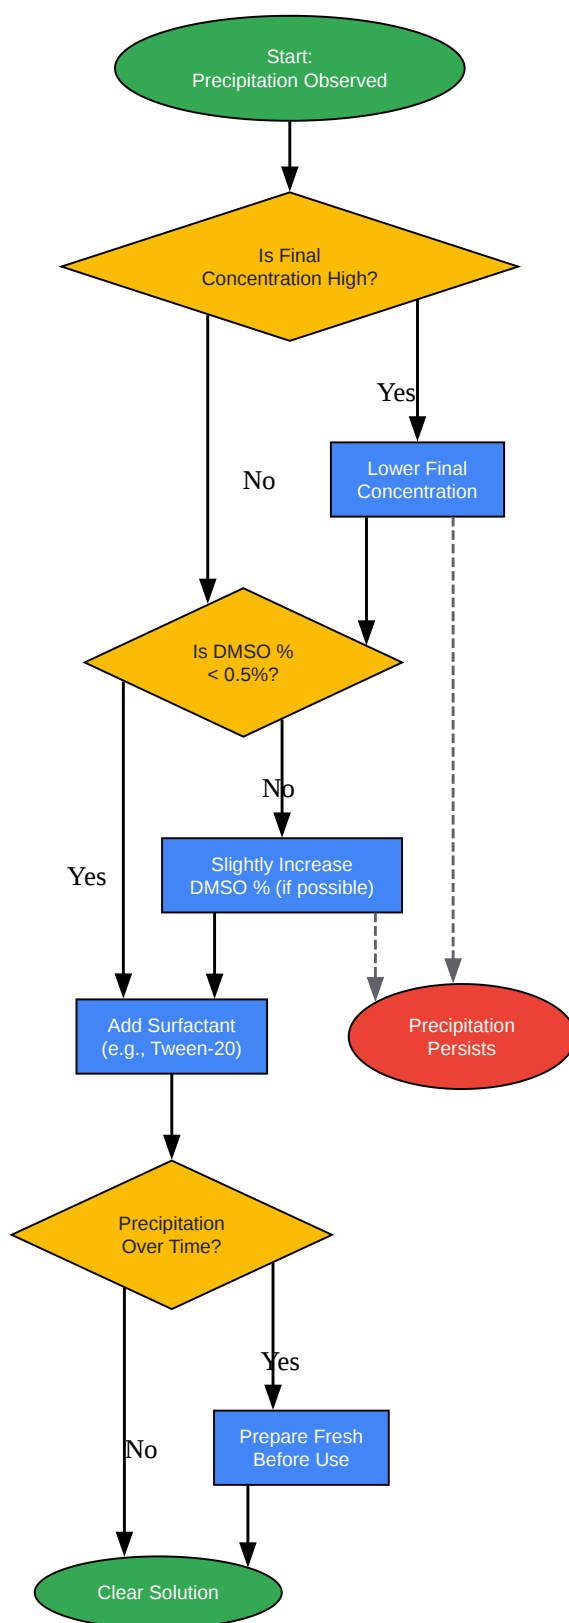 Start:
Precipitation Observed
Is Final
Concentration High?
Yes
Lower Final
Concentration
No
Is DMSO %
< 0.5%?
No
Slightly Increase
DMSO % (if possible)
Yes
Add Surfactant
(e.g., Tween-20)
Precipitation
Persists
Precipitation
Over Time?
Yes
Prepare Fresh
Before Use
No
Clear Solution